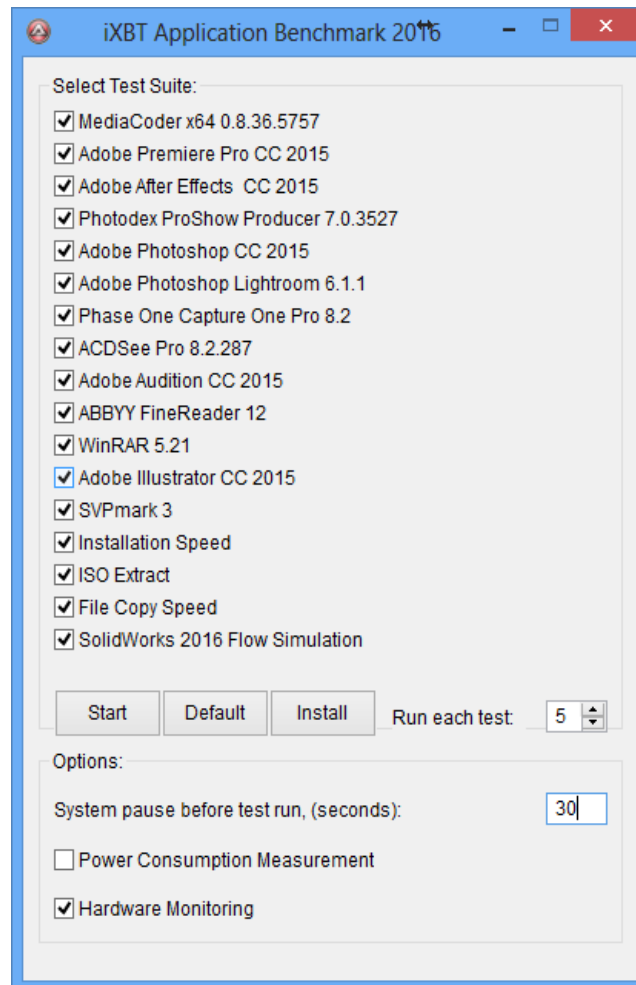 iXBT Application Benchmark 2016
Select Test Suite:
MediaCoder x64 0.8.36.5757
Adobe Premiere Pro CC 2015
Adobe After Effects  CC 2015
Photodex ProShow Producer 7.0.3527
Adobe Photoshop CC 2015
Adobe Photoshop Lightroom 6.1.1
Phase One Capture One Pro 8.2
ACDSee Pro 8.2.287
Adobe Audition CC 2015
ABBYY FineReader 12
WinRAR 5.21
Adobe Illustrator CC 2015
SVPmark 3
Installation Speed
ISO Extract
File Copy Speed
SolidWorks 2016 Flow Simulation
Start Default Install Run each test: 5
Options:
System pause before test run, (seconds): 30
Power Consumption Measurement
Hardware Monitoring